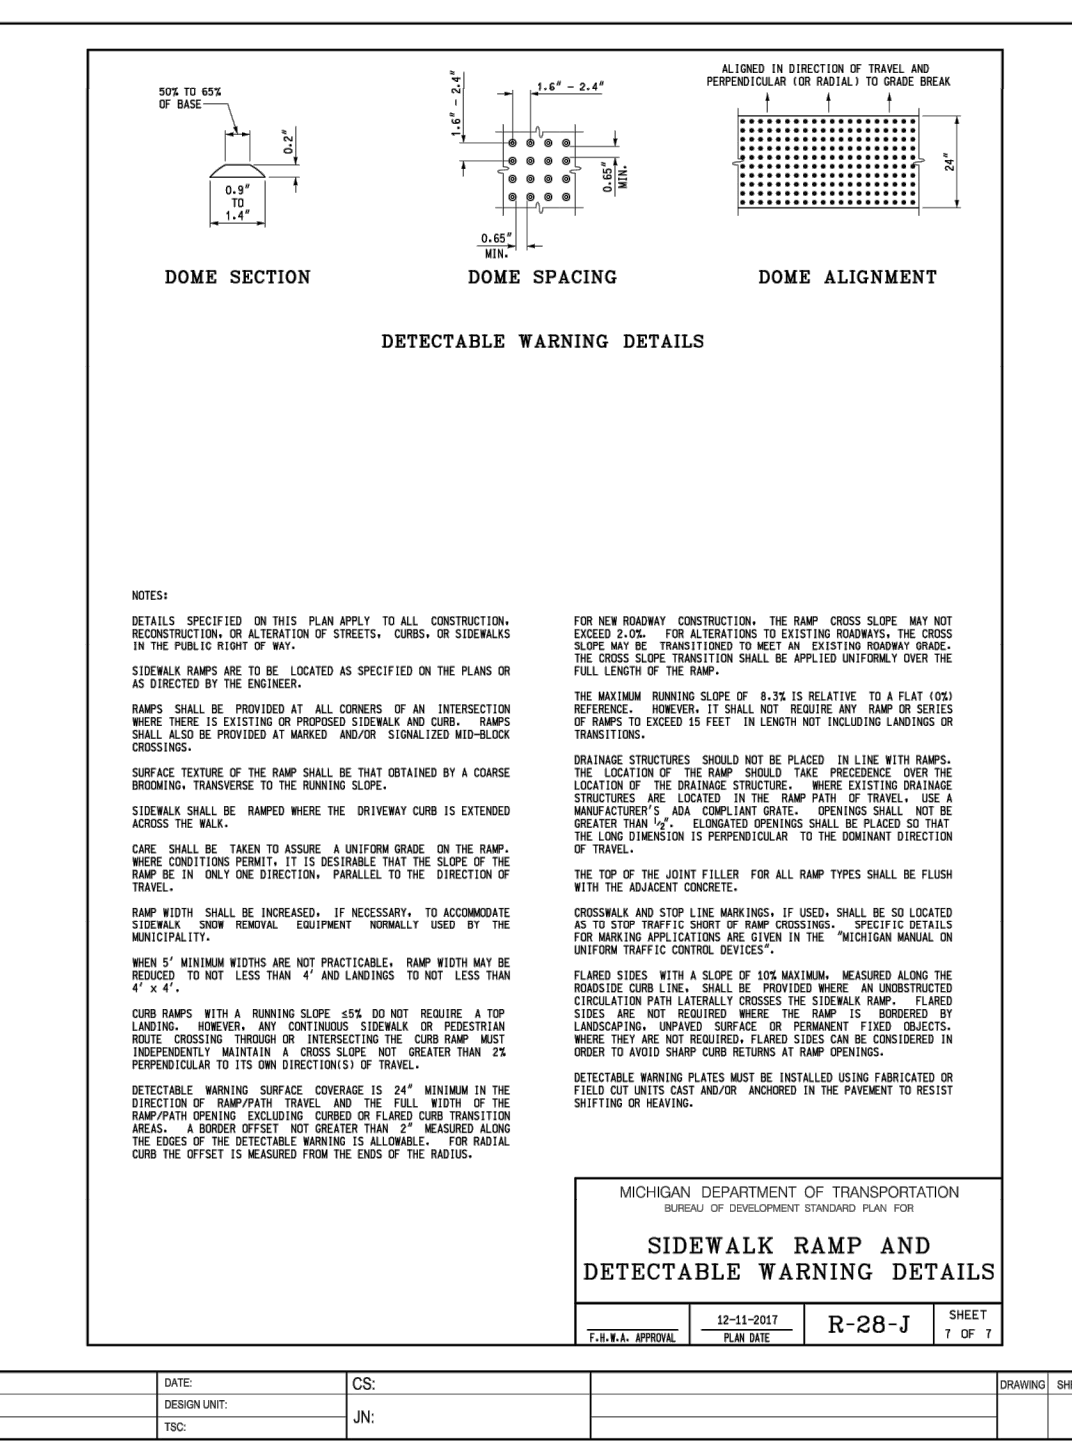 50% TO 65%
OF BASE
0.2"
0.9"
TO
1.4"
DOME SECTION
1.6" - 2.4"
1.6" - 2.4"
0.65"
MIN.
0.65"
MIN.
DOME SPACING
ALIGNED IN DIRECTION OF TRAVEL AND
PERPENDICULAR (OR RADIAL) TO GRADE BREAK
24"
DOME ALIGNMENT
DETECTABLE WARNING DETAILS
NOTES:
DETAILS SPECIFIED ON THIS PLAN APPLY TO ALL CONSTRUCTION,
RECONSTRUCTION, OR ALTERATION OF STREETS, CURBS, OR SIDEWALKS
IN THE PUBLIC RIGHT OF WAY.
SIDEWALK RAMPS ARE TO BE LOCATED AS SPECIFIED ON THE PLANS OR
AS DIRECTED BY THE ENGINEER.
RAMPS SHALL BE PROVIDED AT ALL CORNERS OF AN INTERSECTION
WHERE THERE IS EXISTING OR PROPOSED SIDEWALK AND CURB. RAMPS
SHALL ALSO BE PROVIDED AT MARKED AND/OR SIGNALIZED MID-BLOCK
CROSSINGS.
SURFACE TEXTURE OF THE RAMP SHALL BE THAT OBTAINED BY A COARSE
BROOMING, TRANSVERSE TO THE RUNNING SLOPE.
SIDEWALK SHALL BE RAMPED WHERE THE DRIVEWAY CURB IS EXTENDED
ACROSS THE WALK.
CARE SHALL BE TAKEN TO ASSURE A UNIFORM GRADE ON THE RAMP.
WHERE CONDITIONS PERMIT, IT IS DESIRABLE THAT THE SLOPE OF THE
RAMP BE IN ONLY ONE DIRECTION, PARALLEL TO THE DIRECTION OF
TRAVEL.
RAMP WIDTH SHALL BE INCREASED, IF NECESSARY, TO ACCOMMODATE
SIDEWALK SNOW REMOVAL EQUIPMENT NORMALLY USED BY THE
MUNICIPALITY.
WHEN 5' MINIMUM WIDTHS ARE NOT PRACTICABLE, RAMP WIDTH MAY BE
REDUCED TO NOT LESS THAN 4' AND LANDINGS TO NOT LESS THAN
4' x 4'.
CURB RAMPS WITH A RUNNING SLOPE ≤5% DO NOT REQUIRE A TOP
LANDING. HOWEVER, ANY CONTINUOUS SIDEWALK OR PEDESTRIAN
ROUTE CROSSING THROUGH OR INTERSECTING THE CURB RAMP MUST
INDEPENDENTLY MAINTAIN A CROSS SLOPE NOT GREATER THAN 2%
PERPENDICULAR TO ITS OWN DIRECTION(S) OF TRAVEL.
DETECTABLE WARNING SURFACE COVERAGE IS 24" MINIMUM IN THE
DIRECTION OF RAMP/PATH TRAVEL AND THE FULL WIDTH OF THE
RAMP/PATH OPENING EXCLUDING CURBED OR FLARED CURB TRANSITION
AREAS. A BORDER OFFSET NOT GREATER THAN 2" MEASURED ALONG
THE EDGES OF THE DETECTABLE WARNING IS ALLOWABLE. FOR RADIAL
CURB THE OFFSET IS MEASURED FROM THE ENDS OF THE RADIUS.
FOR NEW ROADWAY CONSTRUCTION, THE RAMP CROSS SLOPE MAY NOT
EXCEED 2.0%. FOR ALTERATIONS TO EXISTING ROADWAYS, THE CROSS
SLOPE MAY BE TRANSITIONED TO MEET AN EXISTING ROADWAY GRADE.
THE CROSS SLOPE TRANSITION SHALL BE APPLIED UNIFORMLY OVER THE
FULL LENGTH OF THE RAMP.
THE MAXIMUM RUNNING SLOPE OF 8.3% IS RELATIVE TO A FLAT (0%)
REFERENCE. HOWEVER, IT SHALL NOT REQUIRE ANY RAMP OR SERIES
OF RAMPS TO EXCEED 15 FEET IN LENGTH NOT INCLUDING LANDINGS OR
TRANSITIONS.
DRAINAGE STRUCTURES SHOULD NOT BE PLACED IN LINE WITH RAMPS.
THE LOCATION OF THE RAMP SHOULD TAKE PRECEDENCE OVER THE
LOCATION OF THE DRAINAGE STRUCTURE. WHERE EXISTING DRAINAGE
STRUCTURES ARE LOCATED IN THE RAMP PATH OF TRAVEL, USE A
MANUFACTURER'S ADA COMPLIANT GRATE. OPENINGS SHALL NOT BE
GREATER THAN 1/2". ELONGATED OPENINGS SHALL BE PLACED SO THAT
THE LONG DIMENSION IS PERPENDICULAR TO THE DOMINANT DIRECTION
OF TRAVEL.
THE TOP OF THE JOINT FILLER FOR ALL RAMP TYPES SHALL BE FLUSH
WITH THE ADJACENT CONCRETE.
CROSSWALK AND STOP LINE MARKINGS, IF USED, SHALL BE SO LOCATED
AS TO STOP TRAFFIC SHORT OF RAMP CROSSINGS. SPECIFIC DETAILS
FOR MARKING APPLICATIONS ARE GIVEN IN THE "MICHIGAN MANUAL ON
UNIFORM TRAFFIC CONTROL DEVICES".
FLARED SIDES WITH A SLOPE OF 10% MAXIMUM, MEASURED ALONG THE
ROADSIDE CURB LINE, SHALL BE PROVIDED WHERE AN UNOBSTRUCTED
CIRCULATION PATH LATERALLY CROSSES THE SIDEWALK RAMP. FLARED
SIDES ARE NOT REQUIRED WHERE THE RAMP IS BORDERED BY
LANDSCAPING, UNPAVED SURFACE OR PERMANENT FIXED OBJECTS.
WHERE THEY ARE NOT REQUIRED, FLARED SIDES CAN BE CONSIDERED IN
ORDER TO AVOID SHARP CURB RETURNS AT RAMP OPENINGS.
DETECTABLE WARNING PLATES MUST BE INSTALLED USING FABRICATED OR
FIELD CUT UNITS CAST AND/OR ANCHORED IN THE PAVEMENT TO RESIST
SHIFTING OR HEAVING.
MICHIGAN DEPARTMENT OF TRANSPORTATION
BUREAU OF DEVELOPMENT STANDARD PLAN FOR
SIDEWALK RAMP AND
DETECTABLE WARNING DETAILS
F.H.W.A. APPROVAL
12-11-2017
PLAN DATE
R-28-J
SHEET
7 OF 7
DATE:
DESIGN UNIT:
TSC:
CS:
JN:
DRAWING